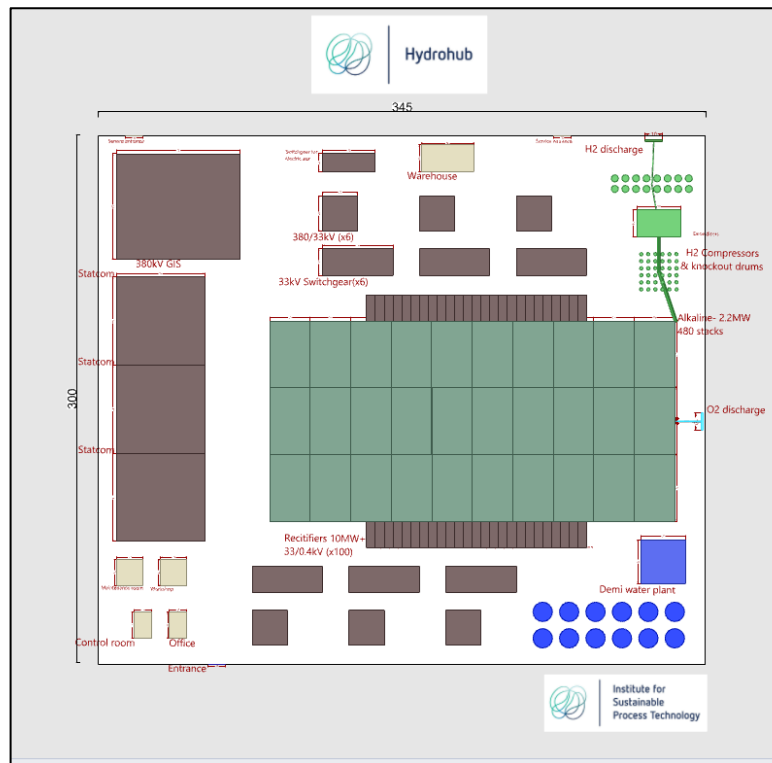 Hydrohub
345
H2 discharge
Warehouse
380/33kV (x6)
H2 Compressors
& knockout drums
380kV GIS
Statcom
33kV Switchgear(x6)
Alkaline- 2.2MW
480 stacks
Statcom
300
O2 discharge
Statcom
Recitifiers 10MW+
33/0.4kV (x100)
Demi water plant
Workshop
Control room
Office
Entrance
Institute for
Sustainable
Process Technology